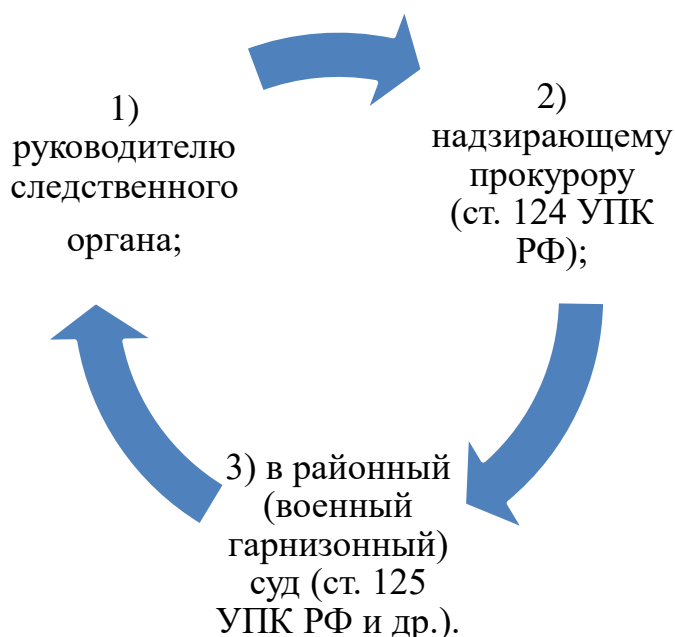 1)
руководителю
следственного
органа;
2)
надзирающему
прокурору
(ст. 124 УПК
РФ);
3) в районный
(военный
гарнизонный)
суд (ст. 125
УПК РФ и др.).